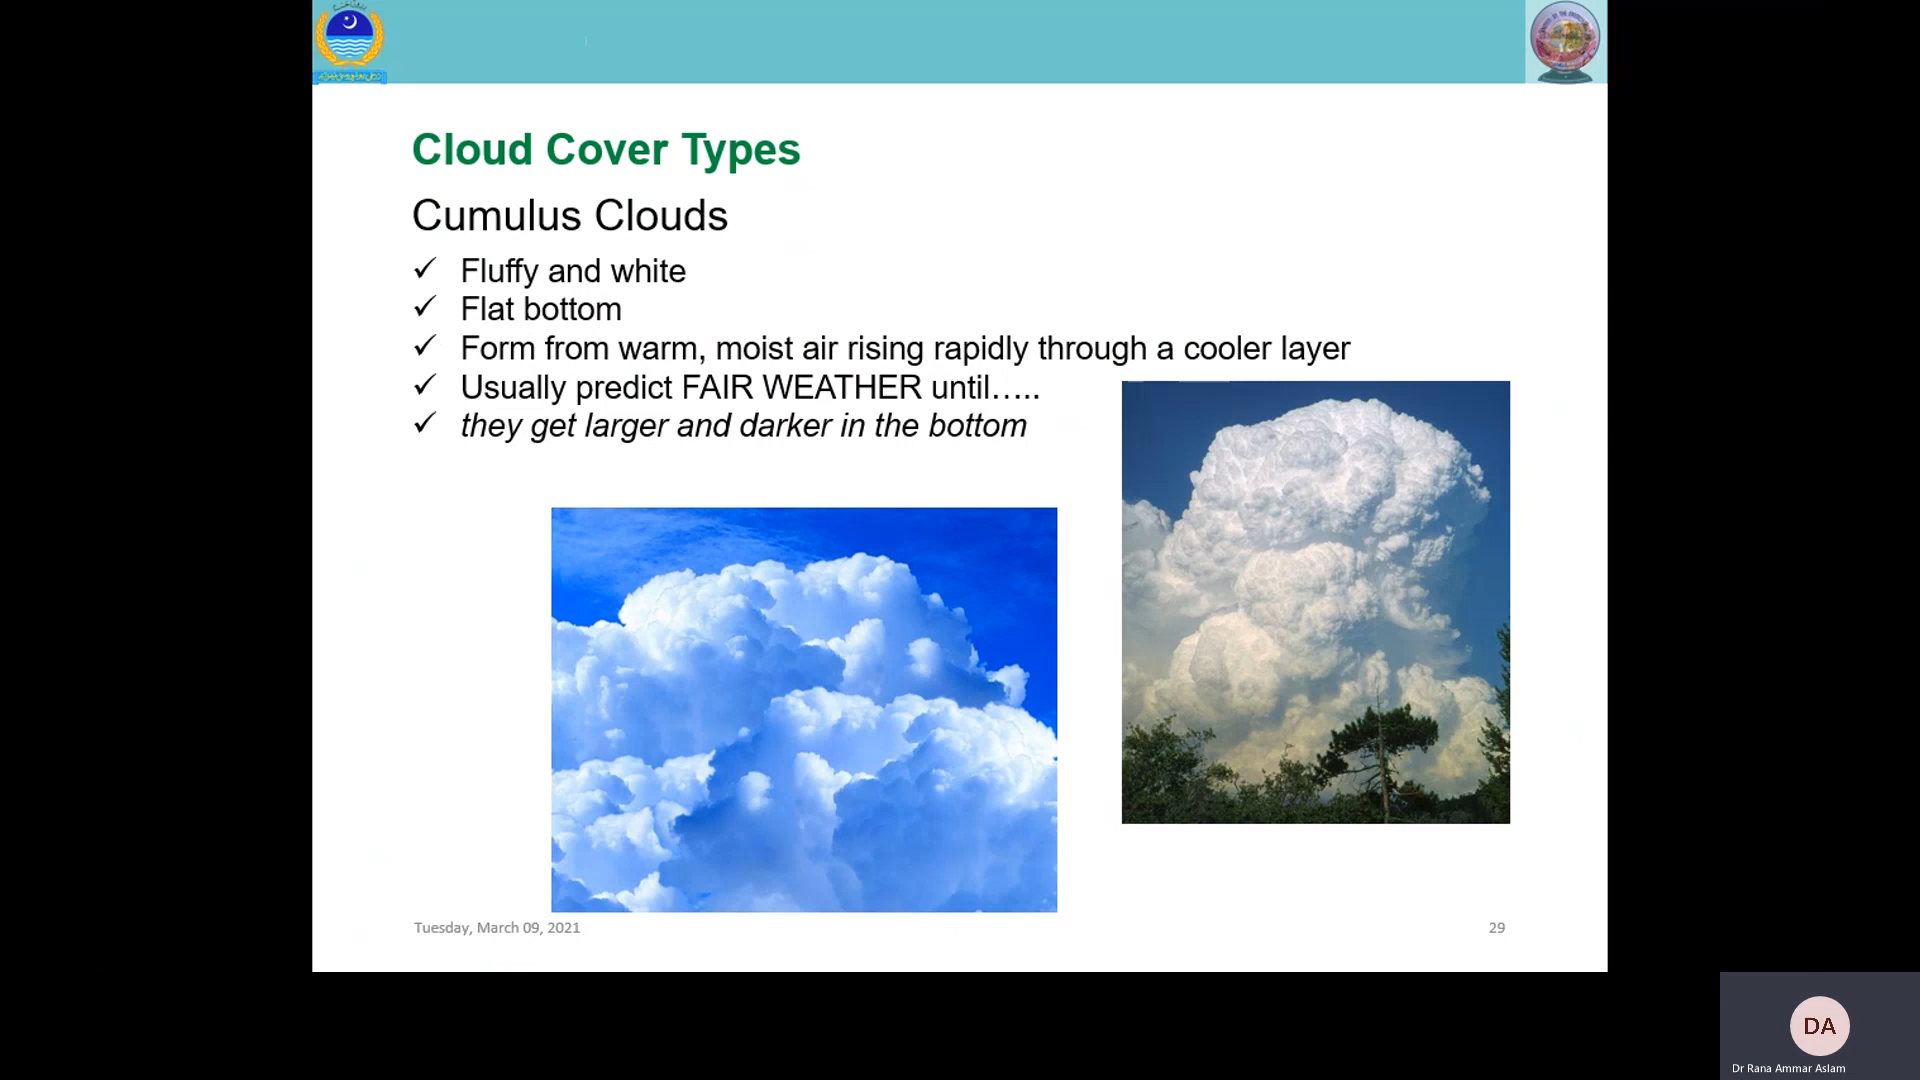 Cloud Cover Types
Cumulus Clouds
✓ Fluffy and white
✓ Flat bottom
✓ Form from warm, moist air rising rapidly through a cooler layer
✓ Usually predict FAIR WEATHER until…..
✓ they get larger and darker in the bottom
Tuesday, March 09, 2021
29
DA
Dr Rana Ammar Aslam